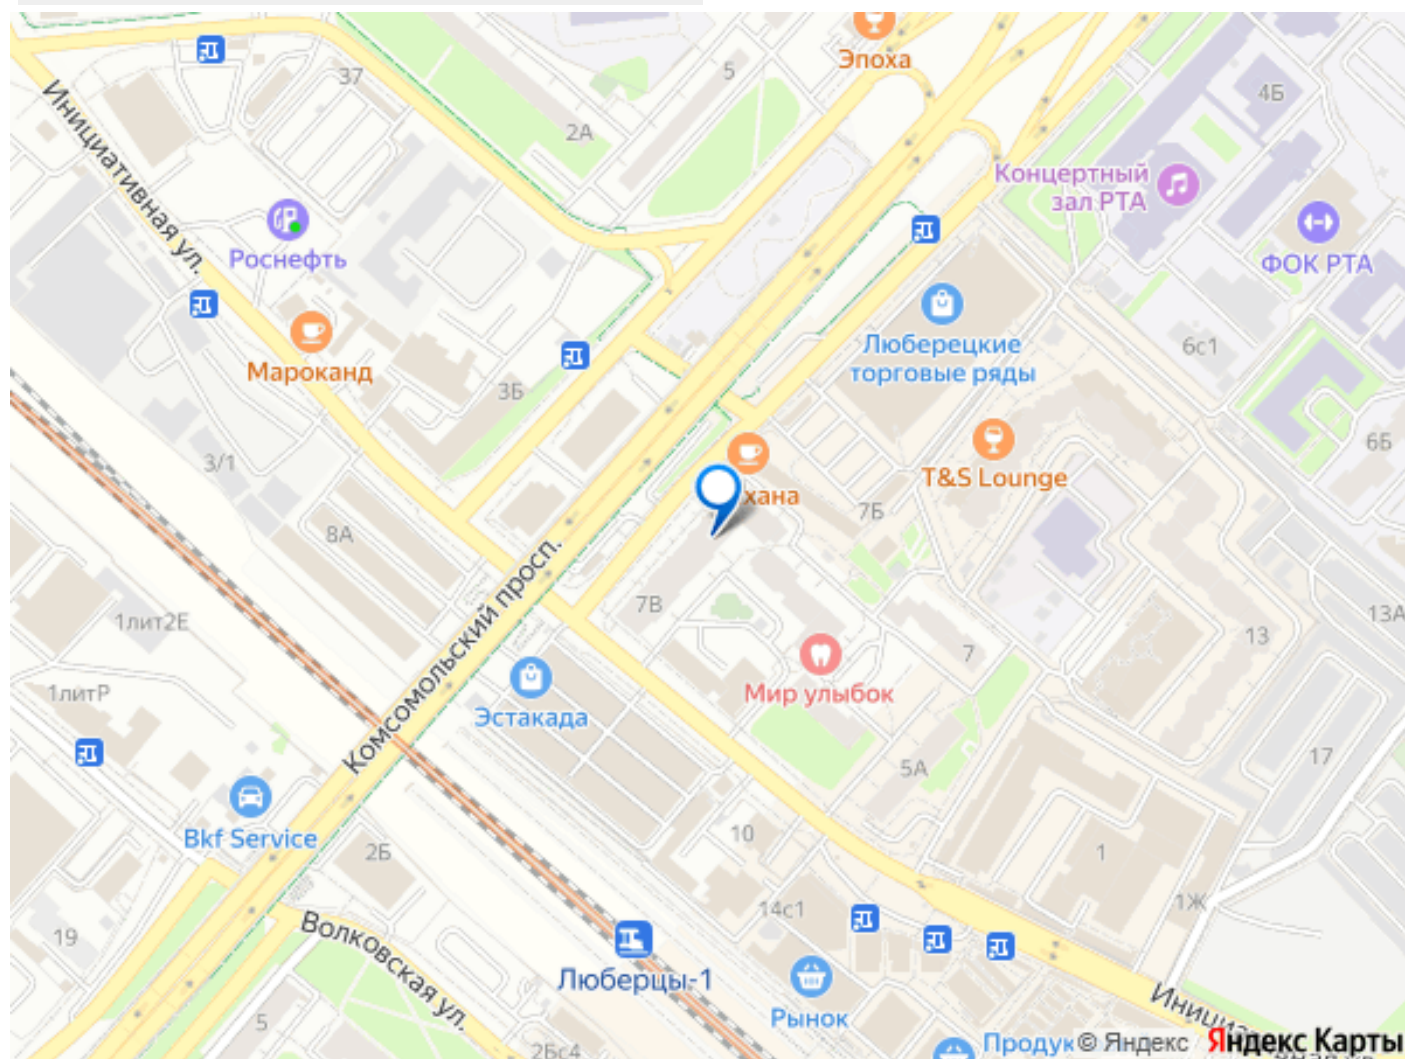 Эпоха
37
5
2А
4Б
Инициативная ул.
Концертный
зал РТА
Роснефть
ФОК РТА
Люберецкие
торговые ряды
6с1
Мароканд
3Б
6Б
3/1
T&S Lounge
хана
7Б
8А
Комсомольский просп.
7В
1лит2Е
13А
13
7
1литР
Мир улыбок
Эстакада
5А
17
Bkf Service
2Б
10
1
14с1
1Ж
19
Волковская ул.
Люберцы-1
Рынок
5
2Бс4
Продук
© Яндекс
Яндекс Карты